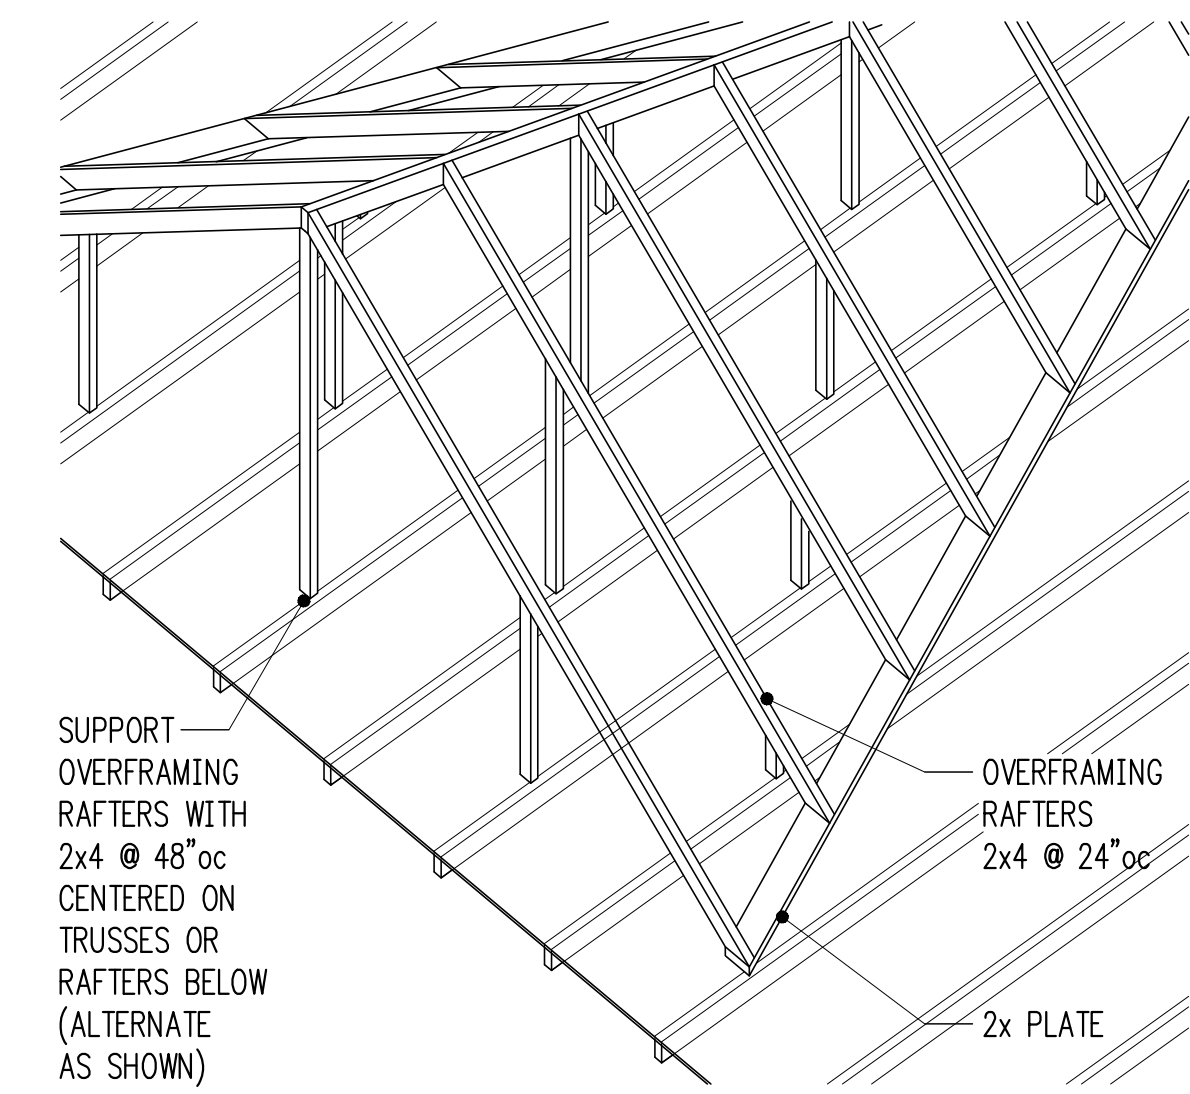 SUPPORT
OVERFRAMING
RAFTERS WITH
2x4 @ 48"oc
CENTERED ON
TRUSSES OR
RAFTERS BELOW
(ALTERNATE
AS SHOWN)
OVERFRAMING
RAFTERS
2x4 @ 24"oc
2x PLATE